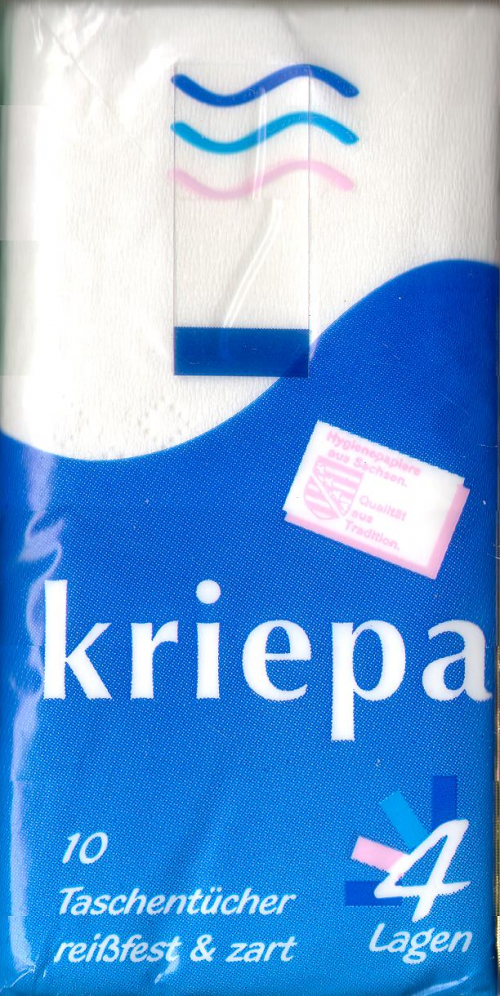 Hygienepapiere
aus Sachsen.
Qualität
aus
Tradition.
kriepa
10
Taschentücher
reißfest & zart
4
Lagen